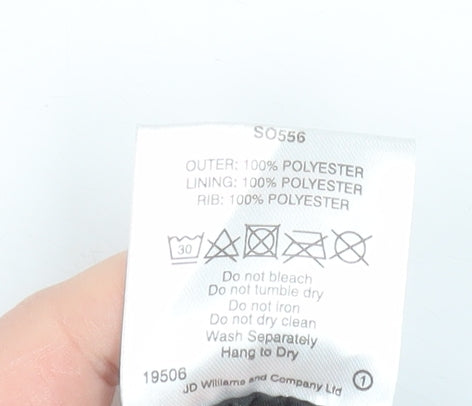 SO556
OUTER: 100% POLYESTER
LINING: 100% POLYESTER
RIB: 100% POLYESTER
30
Do not bleach
Do not tumble dry
Do not iron
Do not dry clean
Wash Separately
Hang to Dry
19506 JD Williams and Company Ltd 1